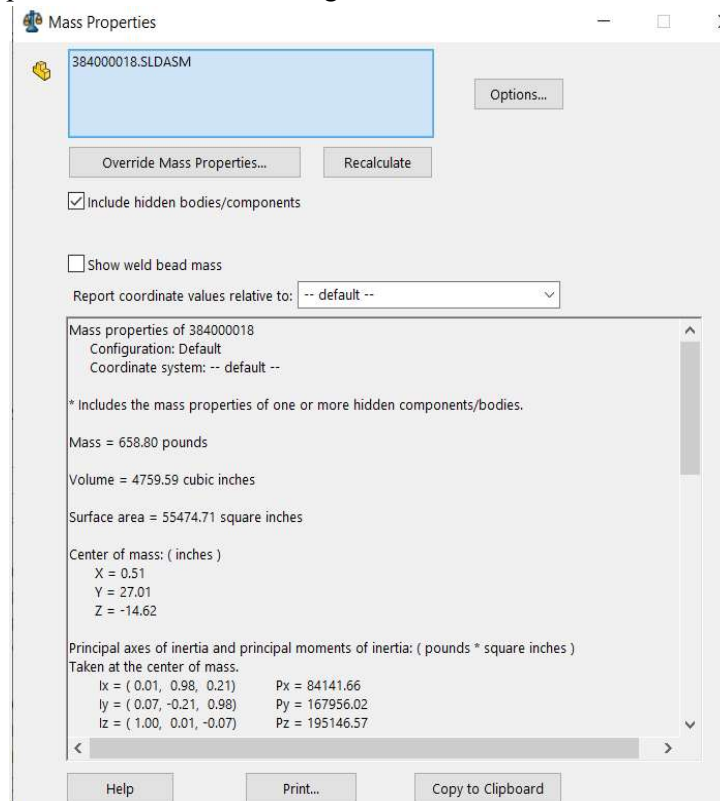 Mass Properties
384000018.SLDASM
Options...
Override Mass Properties...
Recalculate
Include hidden bodies/components
Show weld bead mass
Report coordinate values relative to:
-- default --
Mass properties of 384000018
Configuration: Default
Coordinate system: -- default --
* Includes the mass properties of one or more hidden components/bodies.
Mass = 658.80 pounds
Volume = 4759.59 cubic inches
Surface area = 55474.71 square inches
Center of mass: ( inches )
X = 0.51
Y = 27.01
Z = -14.62
Principal axes of inertia and principal moments of inertia: ( pounds * square inches )
Taken at the center of mass.
Ix = ( 0.01, 0.98, 0.21) Px = 84141.66
Iy = ( 0.07, -0.21, 0.98) Py = 167956.02
Iz = ( 1.00, 0.01, -0.07) Pz = 195146.57
Help
Print...
Copy to Clipboard